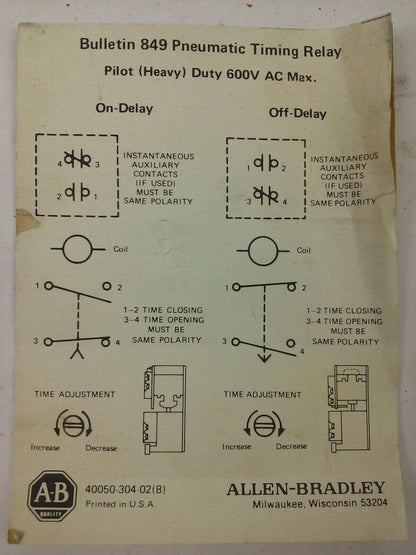 Bulletin 849 Pneumatic Timing Relay
Pilot (Heavy) Duty 600V AC Max.
On-Delay
Off-Delay
4 3
2 1
INSTANTANEOUS
AUXILIARY
CONTACTS
(IF USED)
MUST BE
SAME POLARITY
1 2
3 4
INSTANTANEOUS
AUXILIARY
CONTACTS
(IF USED)
MUST BE
SAME POLARITY
Coil
Coil
1 2
3 4
1-2 TIME CLOSING
3-4 TIME OPENING
MUST BE
SAME POLARITY
1 2
3 4
1-2 TIME CLOSING
3-4 TIME OPENING
MUST BE
SAME POLARITY
TIME ADJUSTMENT
Increase Decrease
TIME ADJUSTMENT
Increase Decrease
A-B
QUALITY
40050-304-02(B)
Printed in U.S.A.
ALLEN-BRADLEY
Milwaukee, Wisconsin 53204